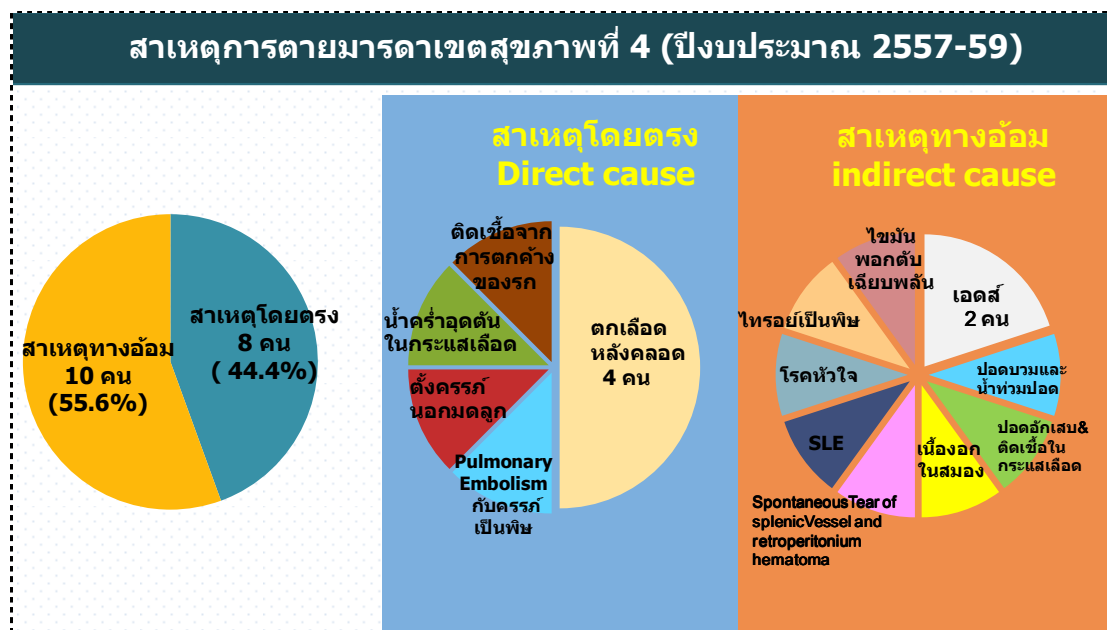 สาเหตุการตายมารดาเขตสุขภาพที่ 4 (ปีงบประมาณ 2557-59)
สาเหตุทางอ้อม
10 คน
(55.6%)
สาเหตุโดยตรง
8 คน
( 44.4%)
สาเหตุโดยตรง
Direct cause
ติดเชื้อจาก
การตกค้าง
ของรก
น้ำคร่ำอุดตัน
ในกระแสเลือด
ตั้งครรภ์
นอกมดลูก
Pulmonary
Embolism
กับครรภ์
เป็นพิษ
ตกเลือด
หลังคลอด
4 คน
สาเหตุทางอ้อม
indirect cause
ไขมัน
พอกตับ
เฉียบพลัน
ไทรอย์เป็นพิษ
โรคหัวใจ
SLE
SpontaneousTear of
splenicVessel and
retroperitonium
hematoma
เนื้องอก
ในสมอง
ปอดอักเสบ&
ติดเชื้อใน
กระแสเลือด
ปอดบวมและ
น้ำท่วมปอด
เอดส์
2 คน